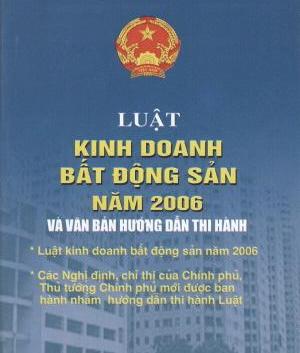 LUẬT
KINH DOANH
BẤT ĐỘNG SẢN
NĂM 2006
VÀ VĂN BẢN HƯỚNG DẪN THI HÀNH
* Luật kinh doanh bất động sản năm 2006
* Các Nghị định, chỉ thị của Chính phủ,
Thủ tướng Chính phủ mới được ban
hành nhằm hướng dẫn thi hành Luật